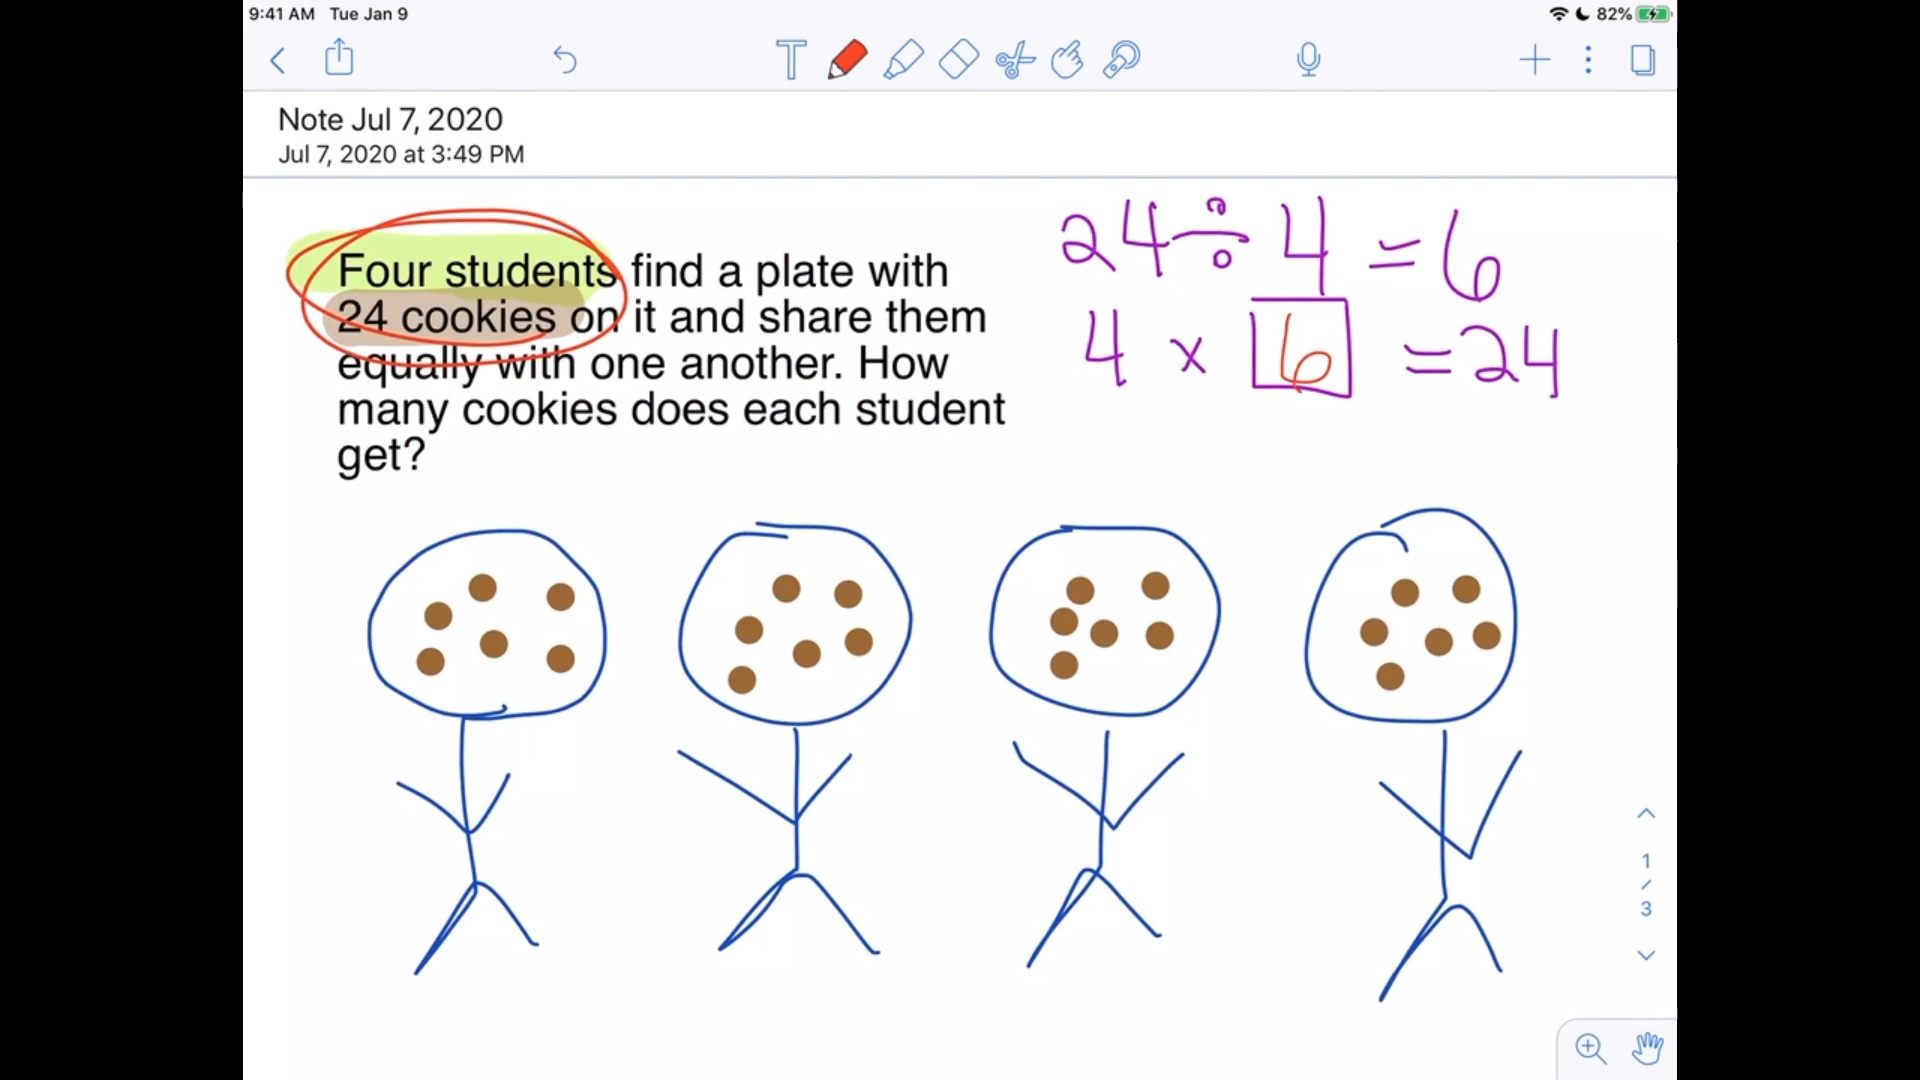 9:41 AM Tue Jan 9
82%
T
Note Jul 7, 2020
Jul 7, 2020 at 3:49 PM
Four students find a plate with
24 cookies on it and share them
equally with one another. How
many cookies does each student
get?
24 ÷ 4 = 6
4 x 6 = 24
1
/
3